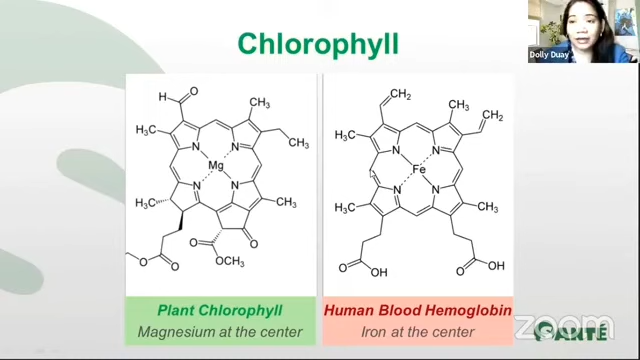 Chlorophyll
Dolly Duay
H O
CH3
H3C
CH3
N N
Mg
N N
H3C
CH3
O
O
O
O
OCH3
CH2
CH3
CH2
H3C
N N
Fe
N N
H3C
CH3
O
OH
O
OH
Plant Chlorophyll
Magnesium at the center
Human Blood Hemoglobin
Iron at the center
zoom
SANTÉ